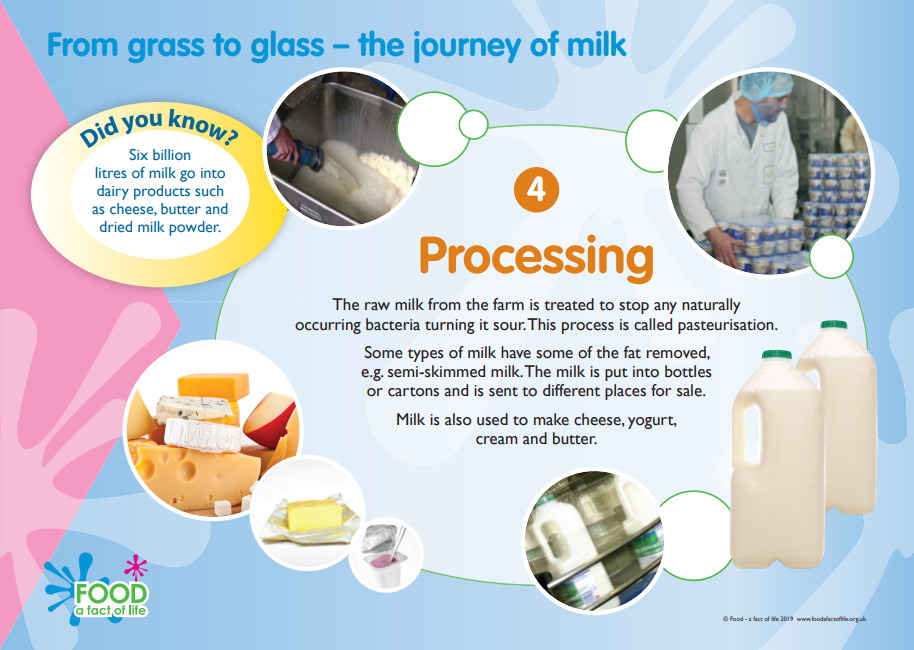 From grass to glass – the journey of milk
Did you know?
Six billion
litres of milk go into
dairy products such
as cheese, butter and
dried milk powder.
4
Processing
The raw milk from the farm is treated to stop any naturally
occurring bacteria turning it sour. This process is called pasteurisation.
Some types of milk have some of the fat removed,
e.g. semi-skimmed milk. The milk is put into bottles
or cartons and is sent to different places for sale.
Milk is also used to make cheese, yogurt,
cream and butter.
FOOD
a fact of life
© Food - a fact of life 2019 www.foodafactoflife.org.uk